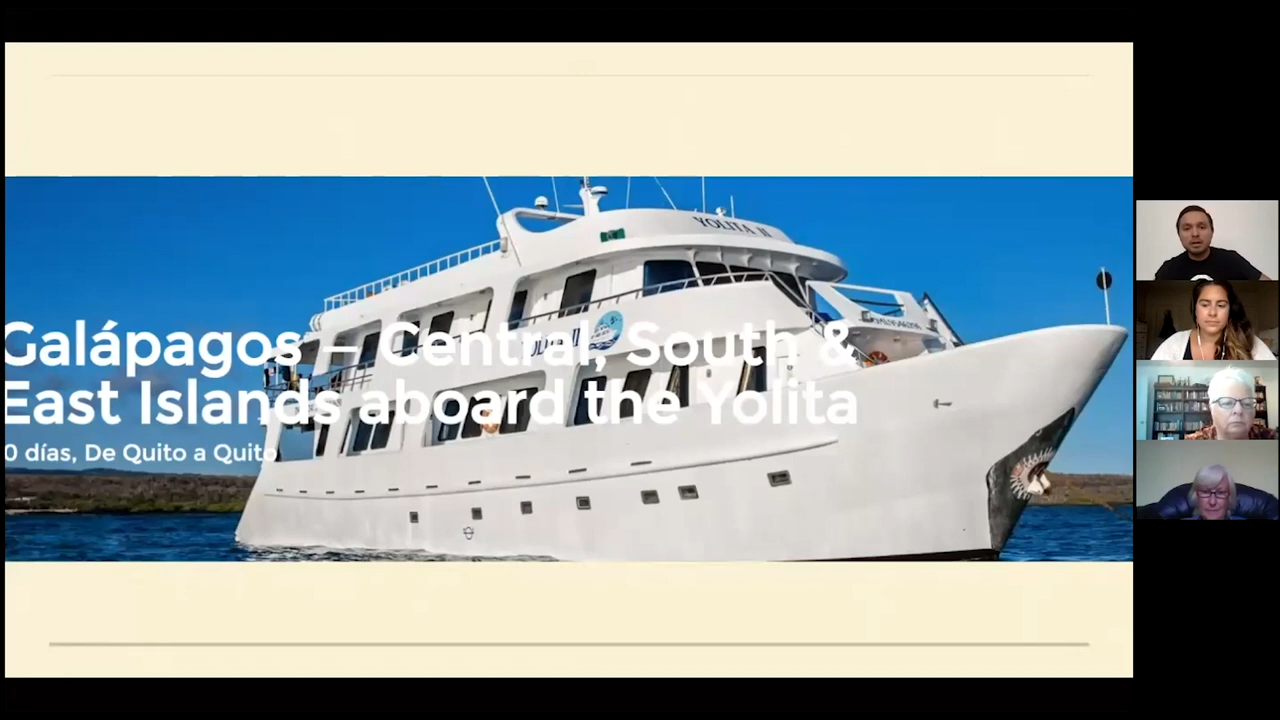 YOLITA II
Galápagos – Central, South &
East Islands aboard the Yolita
0 días, De Quito a Quito